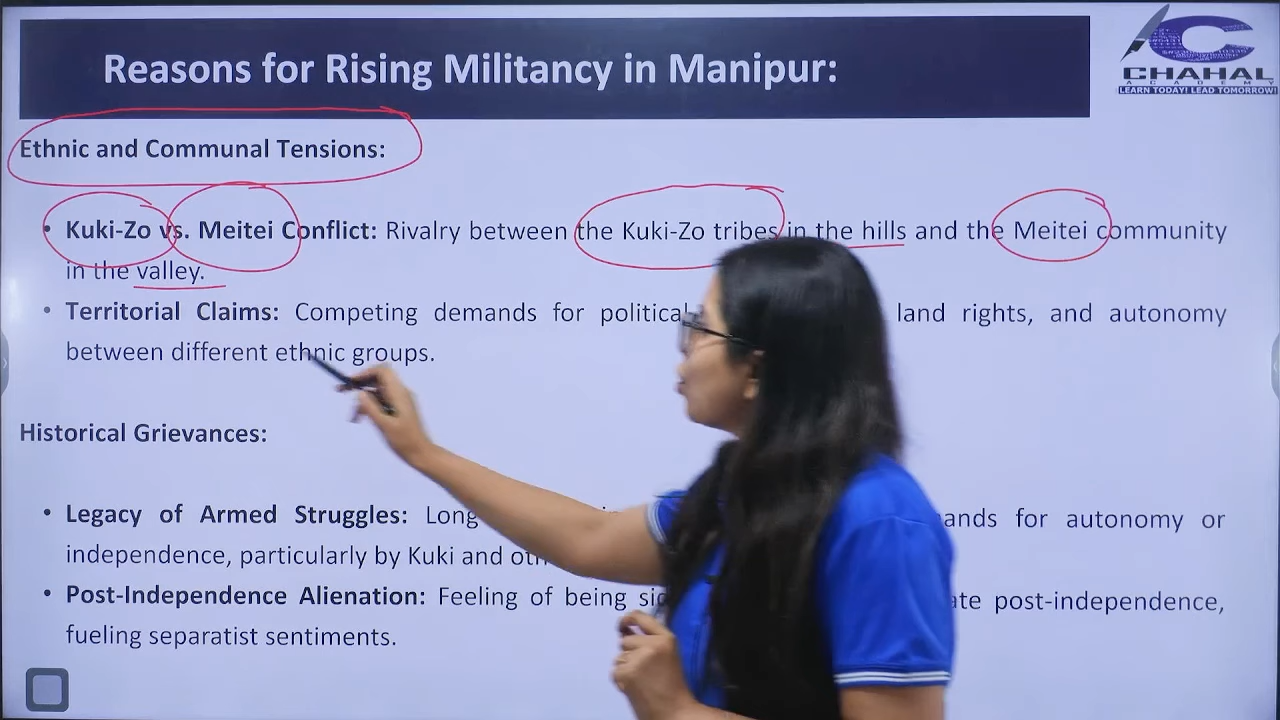 Reasons for Rising Militancy in Manipur:
CHAHAL
ACADEMY
LEARN TODAY! LEAD TOMORROW!
Ethnic and Communal Tensions:
• Kuki-Zo vs. Meitei Conflict: Rivalry between the Kuki-Zo tribes in the hills and the Meitei community
in the valley.
• Territorial Claims: Competing demands for political land rights, and autonomy
between different ethnic groups.
Historical Grievances:
• Legacy of Armed Struggles: Long for autonomy or
independence, particularly by Kuki and
• Post-Independence Alienation: Feeling of being post-independence,
fueling separatist sentiments.